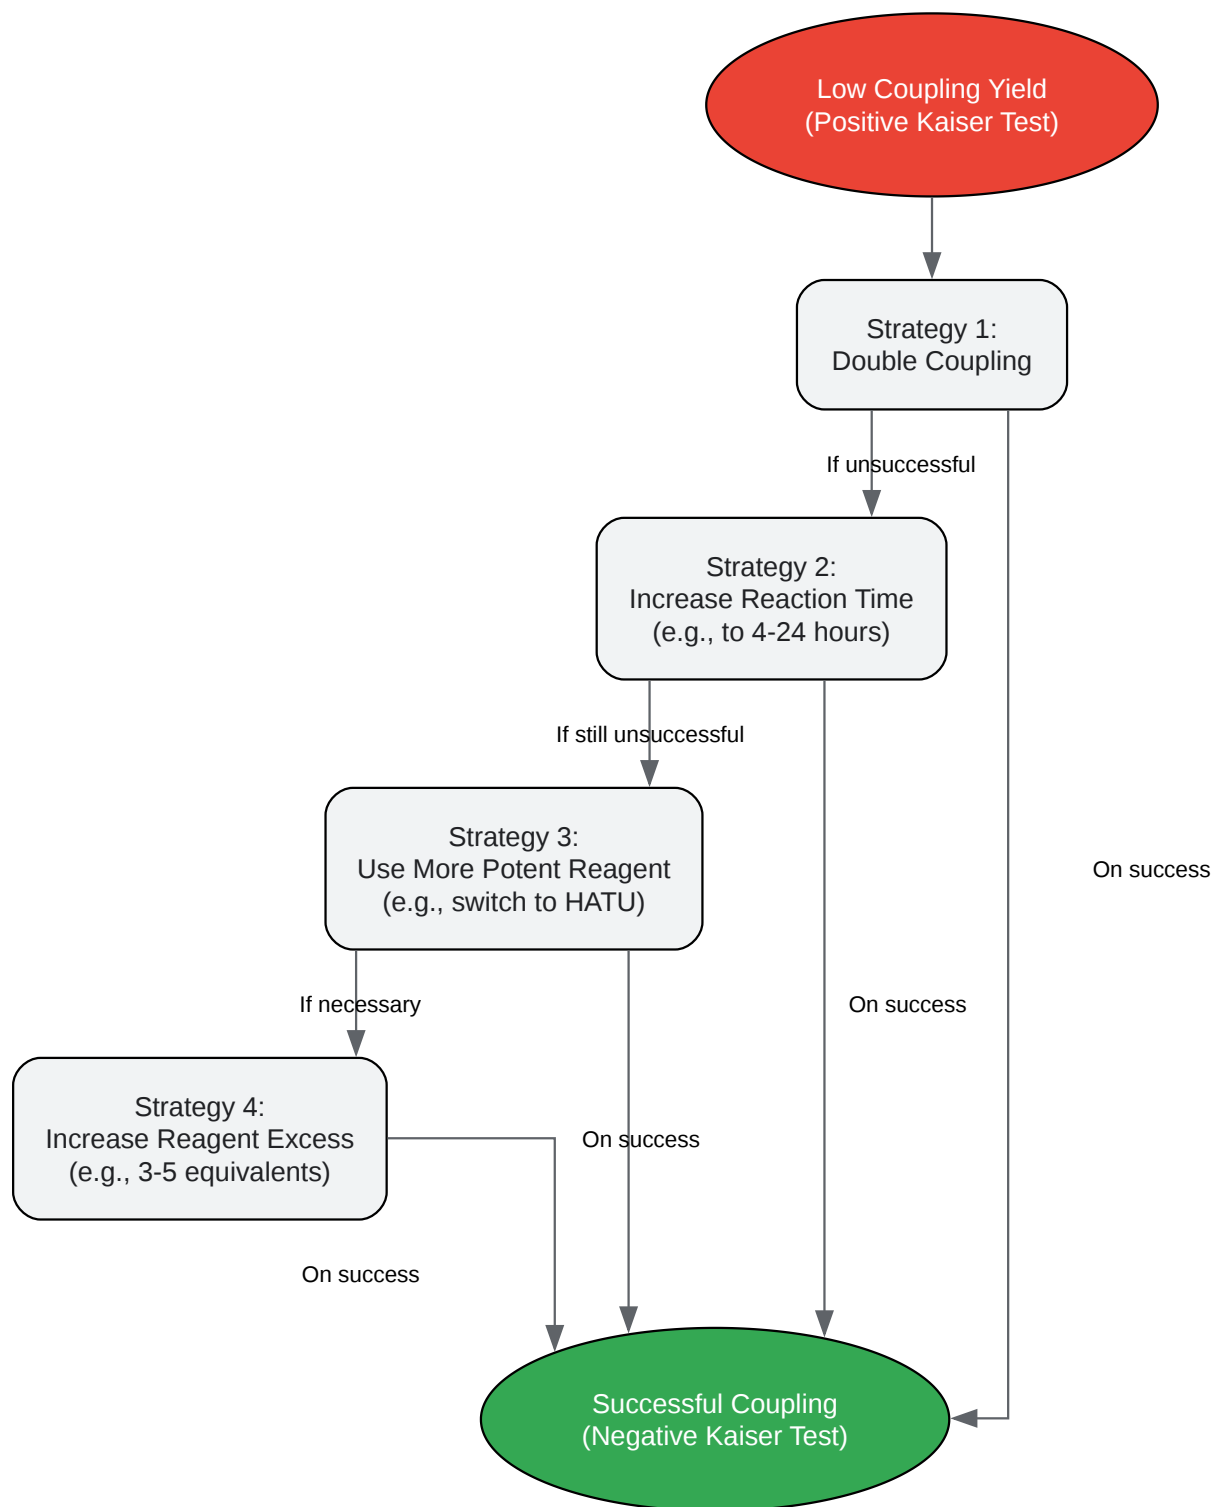 Low Coupling Yield
(Positive Kaiser Test)
Strategy 1:
Double Coupling
If unsuccessful
Strategy 2:
Increase Reaction Time
(e.g., to 4-24 hours)
If still unsuccessful
Strategy 3:
Use More Potent Reagent
(e.g., switch to HATU)
On success
If necessary
On success
Strategy 4:
Increase Reagent Excess
(e.g., 3-5 equivalents)
On success
On success
Successful Coupling
(Negative Kaiser Test)